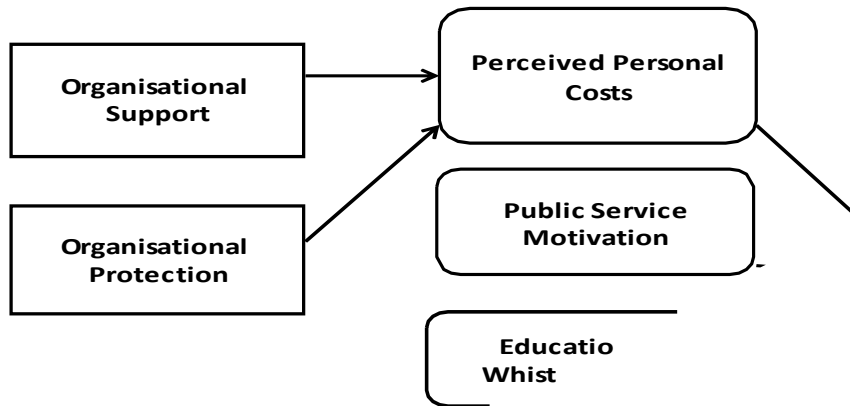 Organisational
Support
Organisational
Protection
Perceived Personal
Costs
Public Service
Motivation
Educatio
Whist